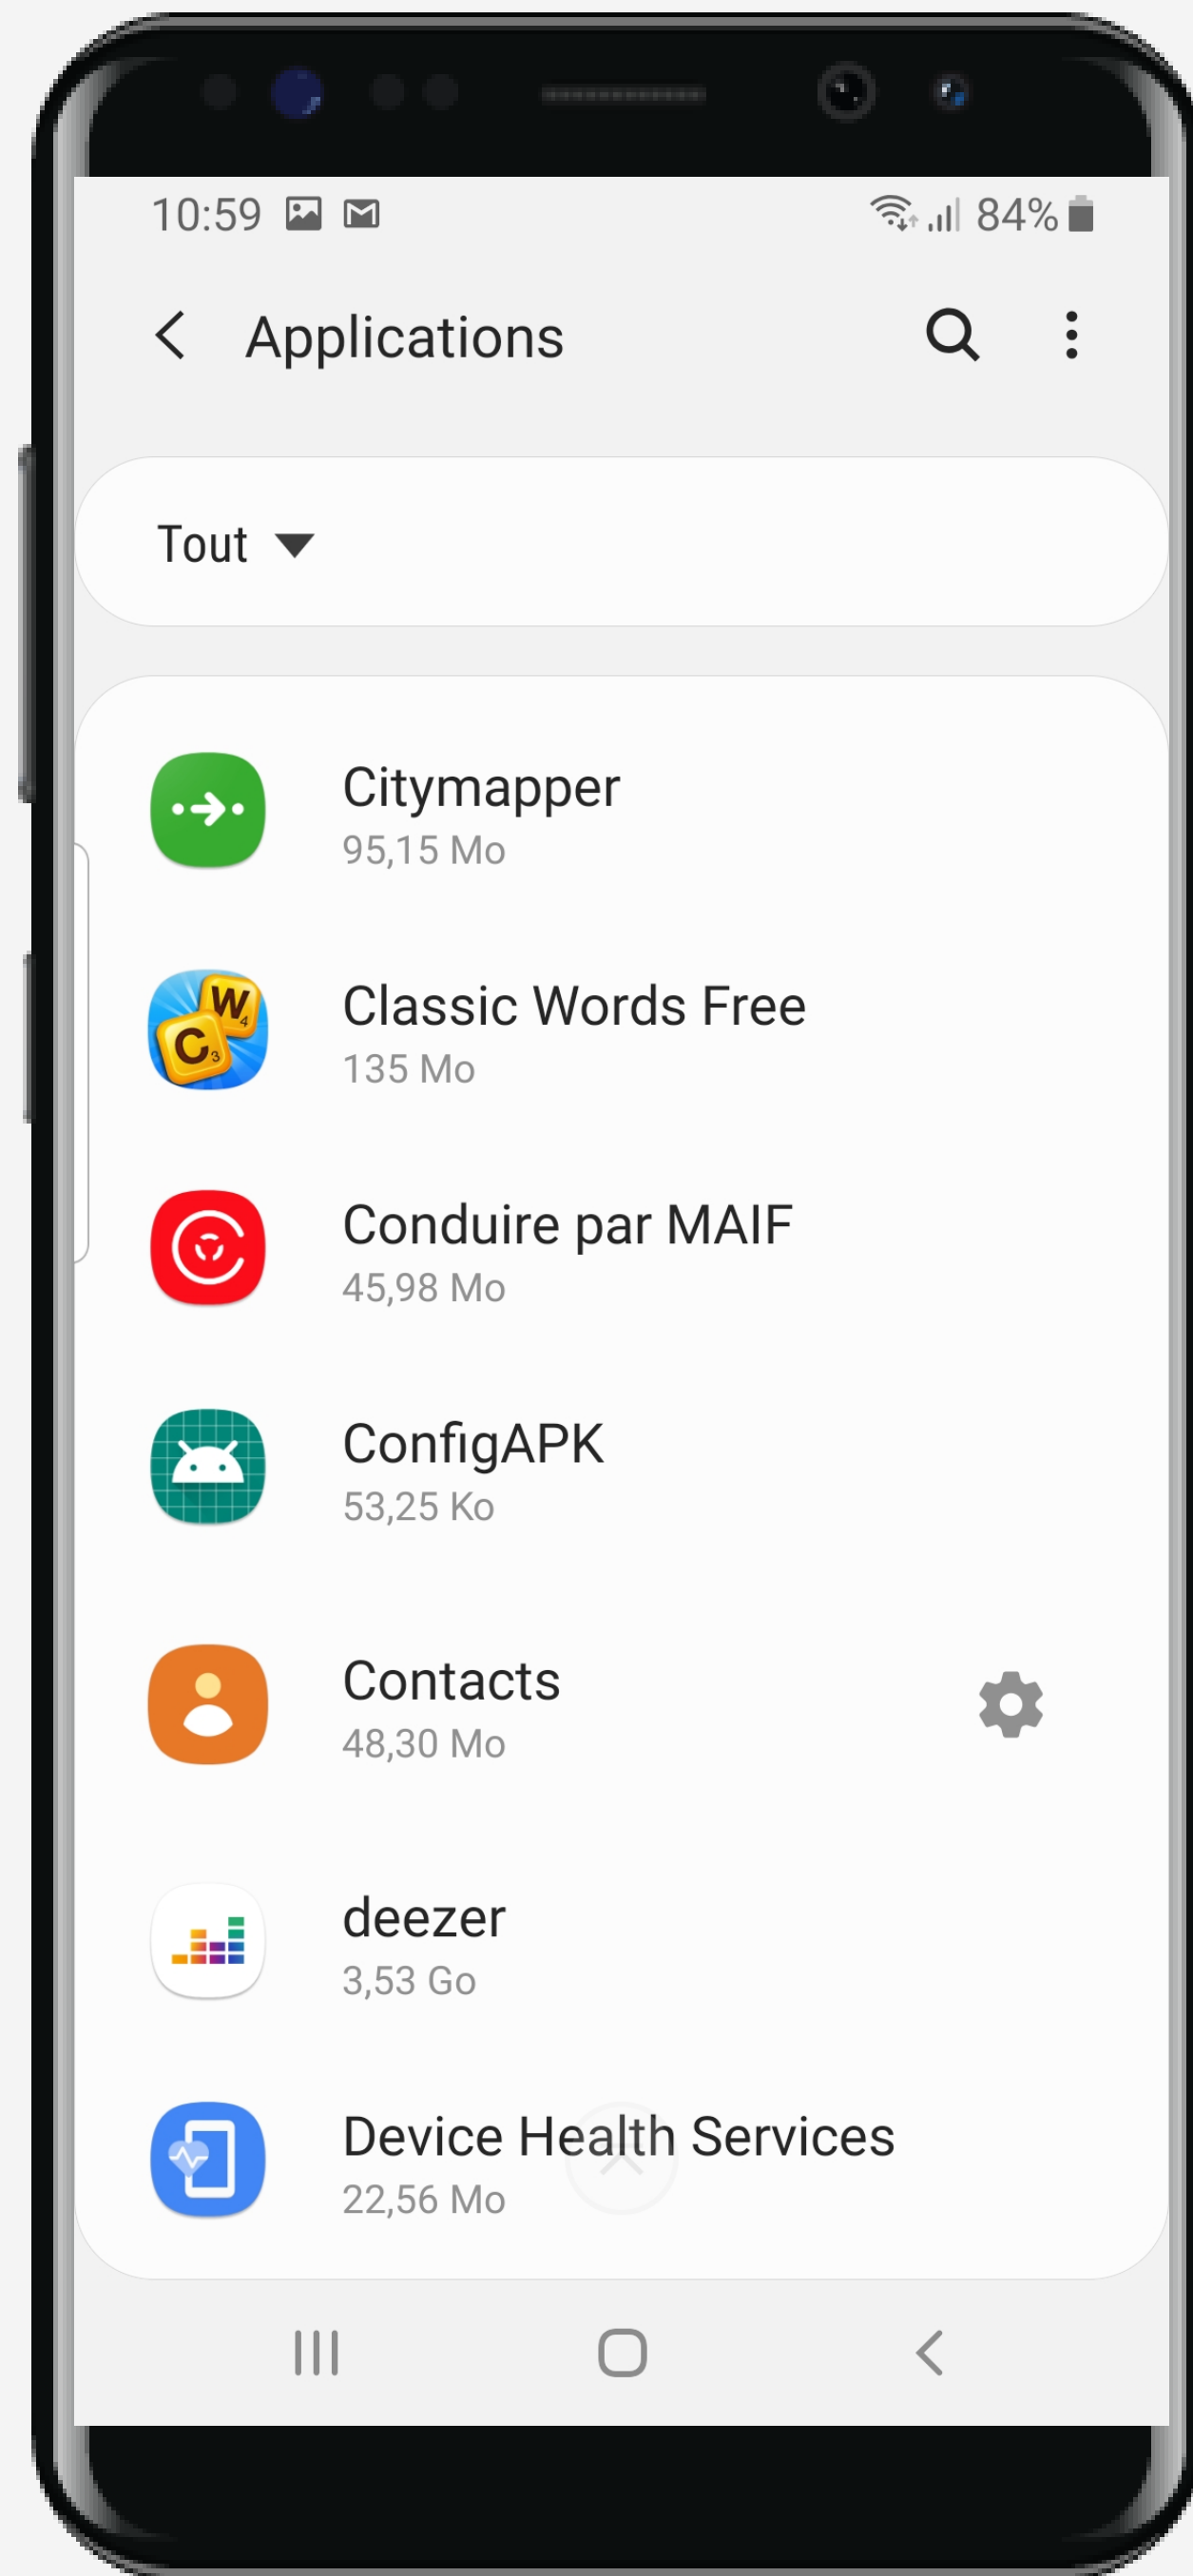 10:59 84%
Applications
Tout
Citymapper
95,15 Mo
W
4
C
3
Classic Words Free
135 Mo
Conduire par MAIF
45,98 Mo
ConfigAPK
53,25 Ko
Contacts
48,30 Mo
deezer
3,53 Go
Device Health Services
22,56 Mo